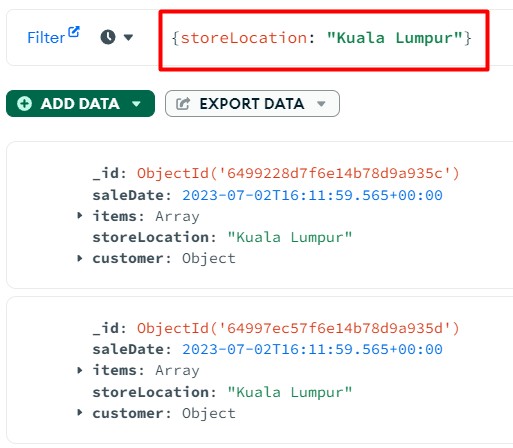 Filter {storeLocation: "Kuala Lumpur"}
ADD DATA EXPORT DATA
_id: ObjectId('6499228d7f6e14b78d9a935c')
saleDate: 2023-07-02T16:11:59.565+00:00
items: Array
storeLocation: "Kuala Lumpur"
customer: Object
_id: ObjectId('64997ec57f6e14b78d9a935d')
saleDate: 2023-07-02T16:11:59.565+00:00
items: Array
storeLocation: "Kuala Lumpur"
customer: Object